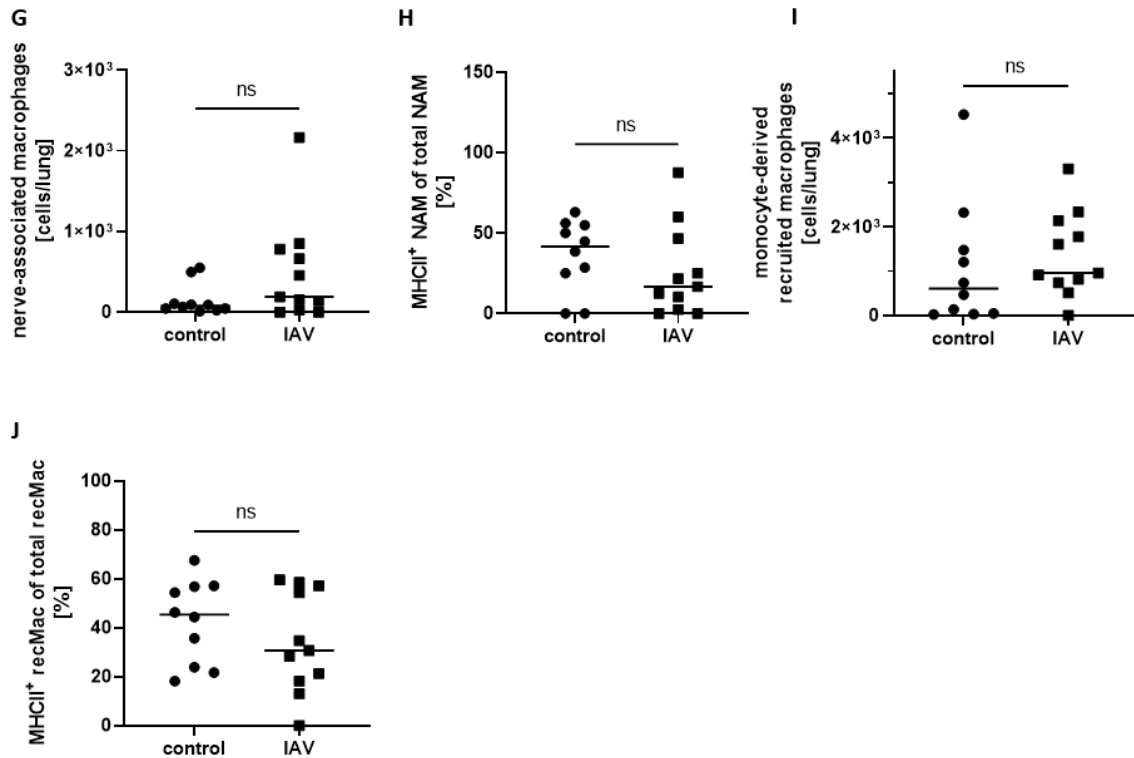 G
nerve-associated macrophages
[cells/lung]
3×10³
2×10³
1×10³
0
ns
control
IAV
H
MHCII⁺ NAM of total NAM
[%]
150
100
50
0
ns
control
IAV
I
monocyte-derived
recruited macrophages
[cells/lung]
4×10³
2×10³
0
ns
control
IAV
J
MHCII⁺ recMac of total recMac
[%]
100
80
60
40
20
0
ns
control
IAV